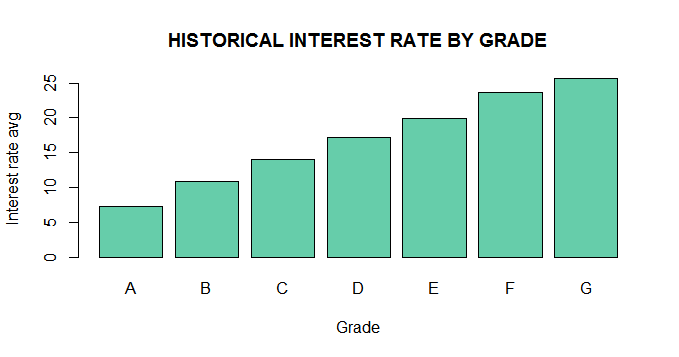 HISTORICAL INTEREST RATE BY GRADE
25
20
15
10
5
0
Interest rate avg
A B C D E F G
Grade